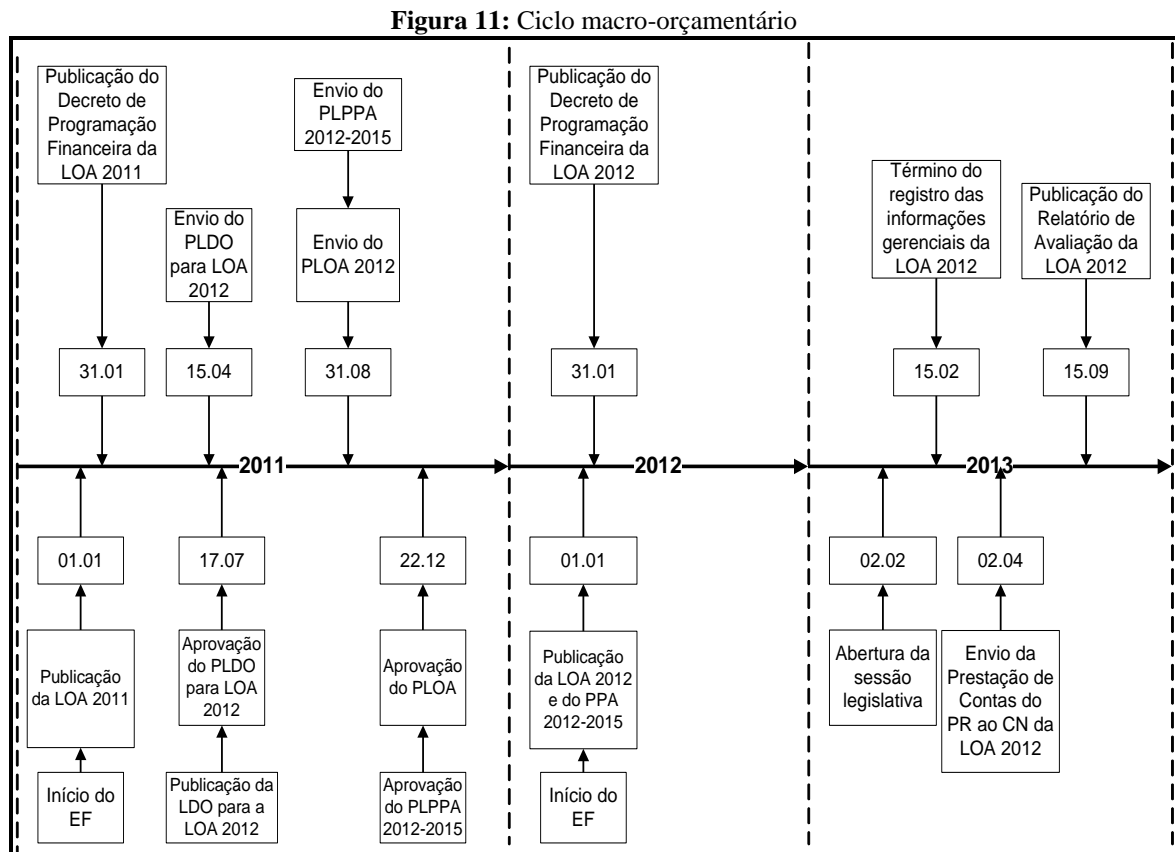 Figura 11: Ciclo macro-orçamentário
Publicação do
Decreto de
Programação
Financeira da
LOA 2011
Envio do
PLDO
para LOA
2012
Envio do
PLPPA
2012-2015
Envio do
PLOA 2012
Publicação do
Decreto de
Programação
Financeira da
LOA 2012
Término do
registro das
informações
gerenciais da
LOA 2012
Publicação do
Relatório de
Avaliação da
LOA 2012
31.01
15.04
31.08
31.01
15.02
15.09
2011
2012
2013
01.01
17.07
22.12
01.01
02.02
02.04
Publicação
da LOA 2011
Início do
EF
Aprovação
do PLDO
para LOA
2012
Publicação da
LDO para a
LOA 2012
Aprovação
do PLOA
Aprovação
do PLPPA
2012-2015
Publicação
da LOA 2012
e do PPA
2012-2015
Início do
EF
Abertura da
sessão
legislativa
Envio da
Prestação de
Contas do
PR ao CN da
LOA 2012